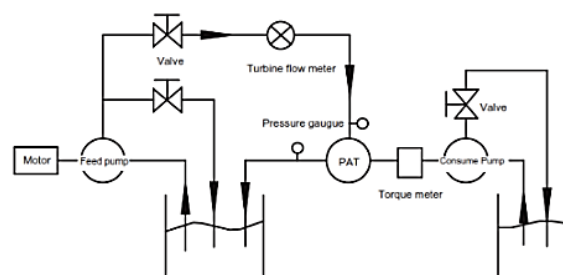 Valve
Turbine flow meter
Pressure gaugue
Valve
Motor
Feed pump
PAT
Consume Pump
Torque meter